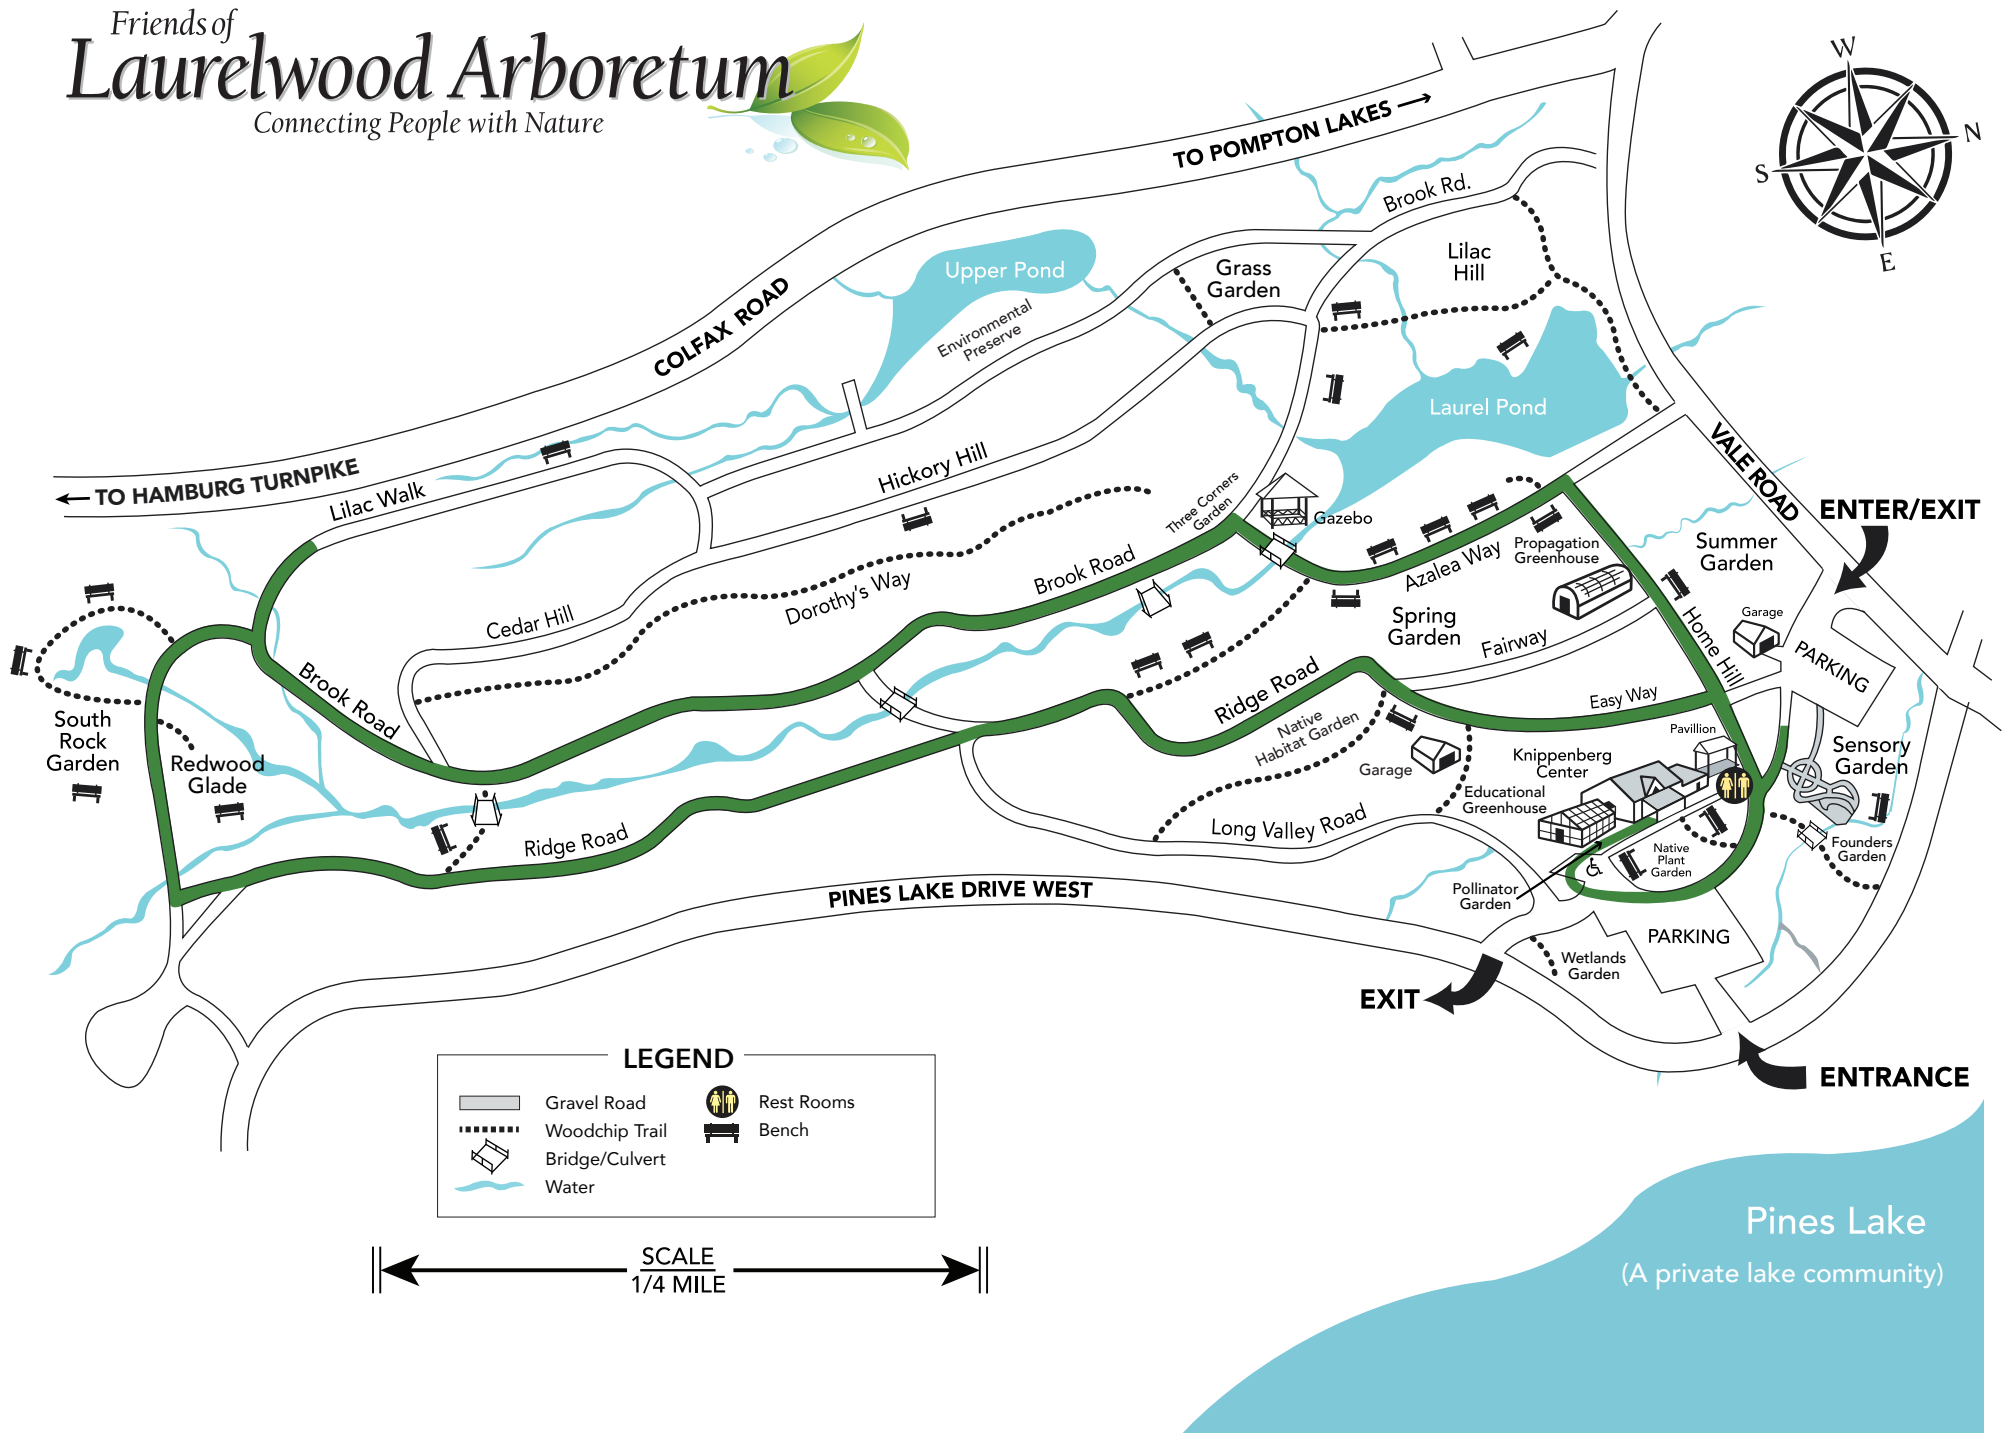 Friends of
Laurelwood Arboretum
Connecting People with Nature
W
N
S
E
TO POMPTON LAKES
Brook Rd.
Lilac
Hill
Grass
Garden
Upper Pond
Environmental
Preserve
COLFAX ROAD
Laurel Pond
VALE ROAD
TO HAMBURG TURNPIKE
Lilac Walk
Hickory Hill
Three Corners
Garden
Gazebo
ENTER/EXIT
Propagation
Greenhouse
Summer
Garden
Azalea Way
Brook Road
Dorothy's Way
Cedar Hill
Spring
Garden
Fairway
Garage
Home Hill
PARKING
Brook Road
Ridge Road
Easy Way
Native
Habitat Garden
Pavillion
South
Rock
Garden
Redwood
Glade
Garage
Knippenberg
Center
Sensory
Garden
Educational
Greenhouse
Long Valley Road
Ridge Road
Native
Plant
Garden
Founders
Garden
Pollinator
Garden
PINES LAKE DRIVE WEST
PARKING
Wetlands
Garden
EXIT
ENTRANCE
LEGEND
Gravel Road
Rest Rooms
Woodchip Trail
Bench
Bridge/Culvert
Water
SCALE
1/4 MILE
Pines Lake
(A private lake community)